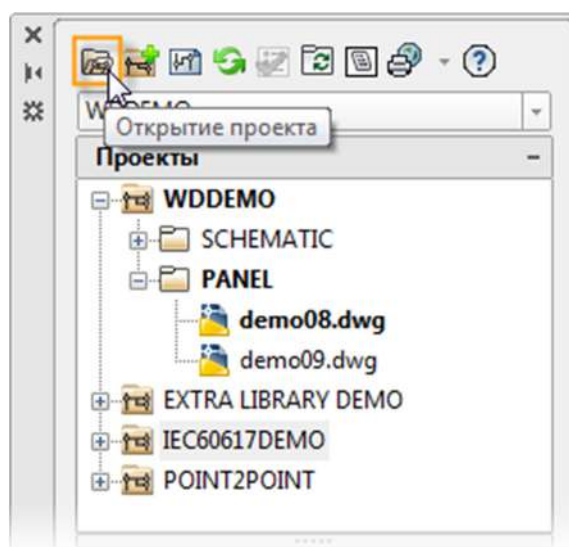 WDDEMO
Открытие проекта
Проекты
WDDEMO
SCHEMATIC
PANEL
demo08.dwg
demo09.dwg
EXTRA LIBRARY DEMO
IEC60617DEMO
POINT2POINT